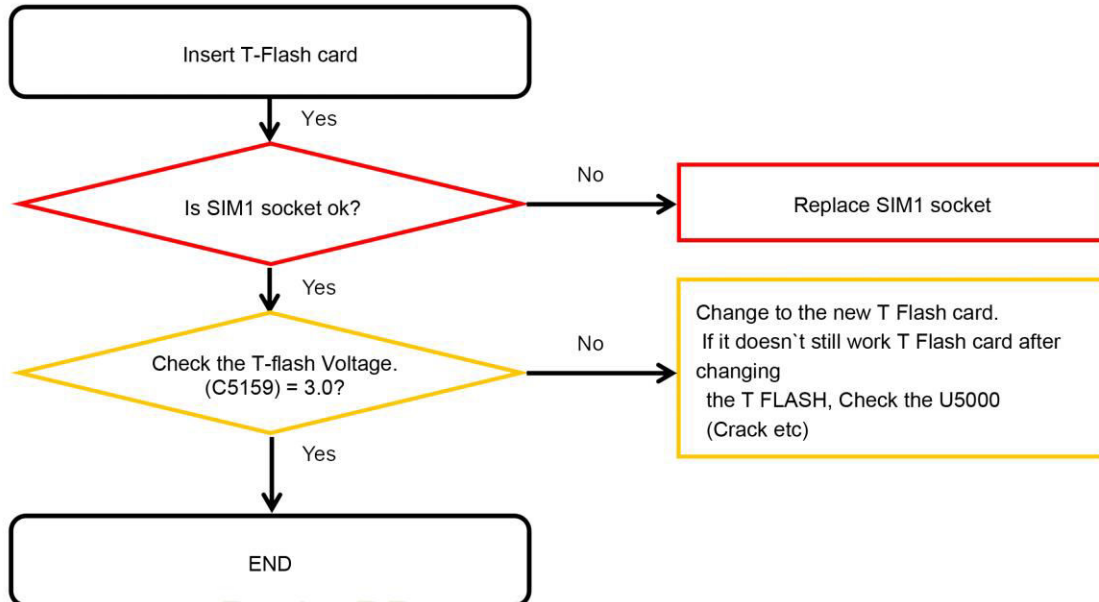 Insert T-Flash card
Yes
Is SIM1 socket ok?
No
Replace SIM1 socket
Yes
Check the T-flash Voltage.
(C5159) = 3.0?
No
Change to the new T Flash card.
If it doesn`t still work T Flash card after
changing
the T FLASH, Check the U5000
(Crack etc)
Yes
END